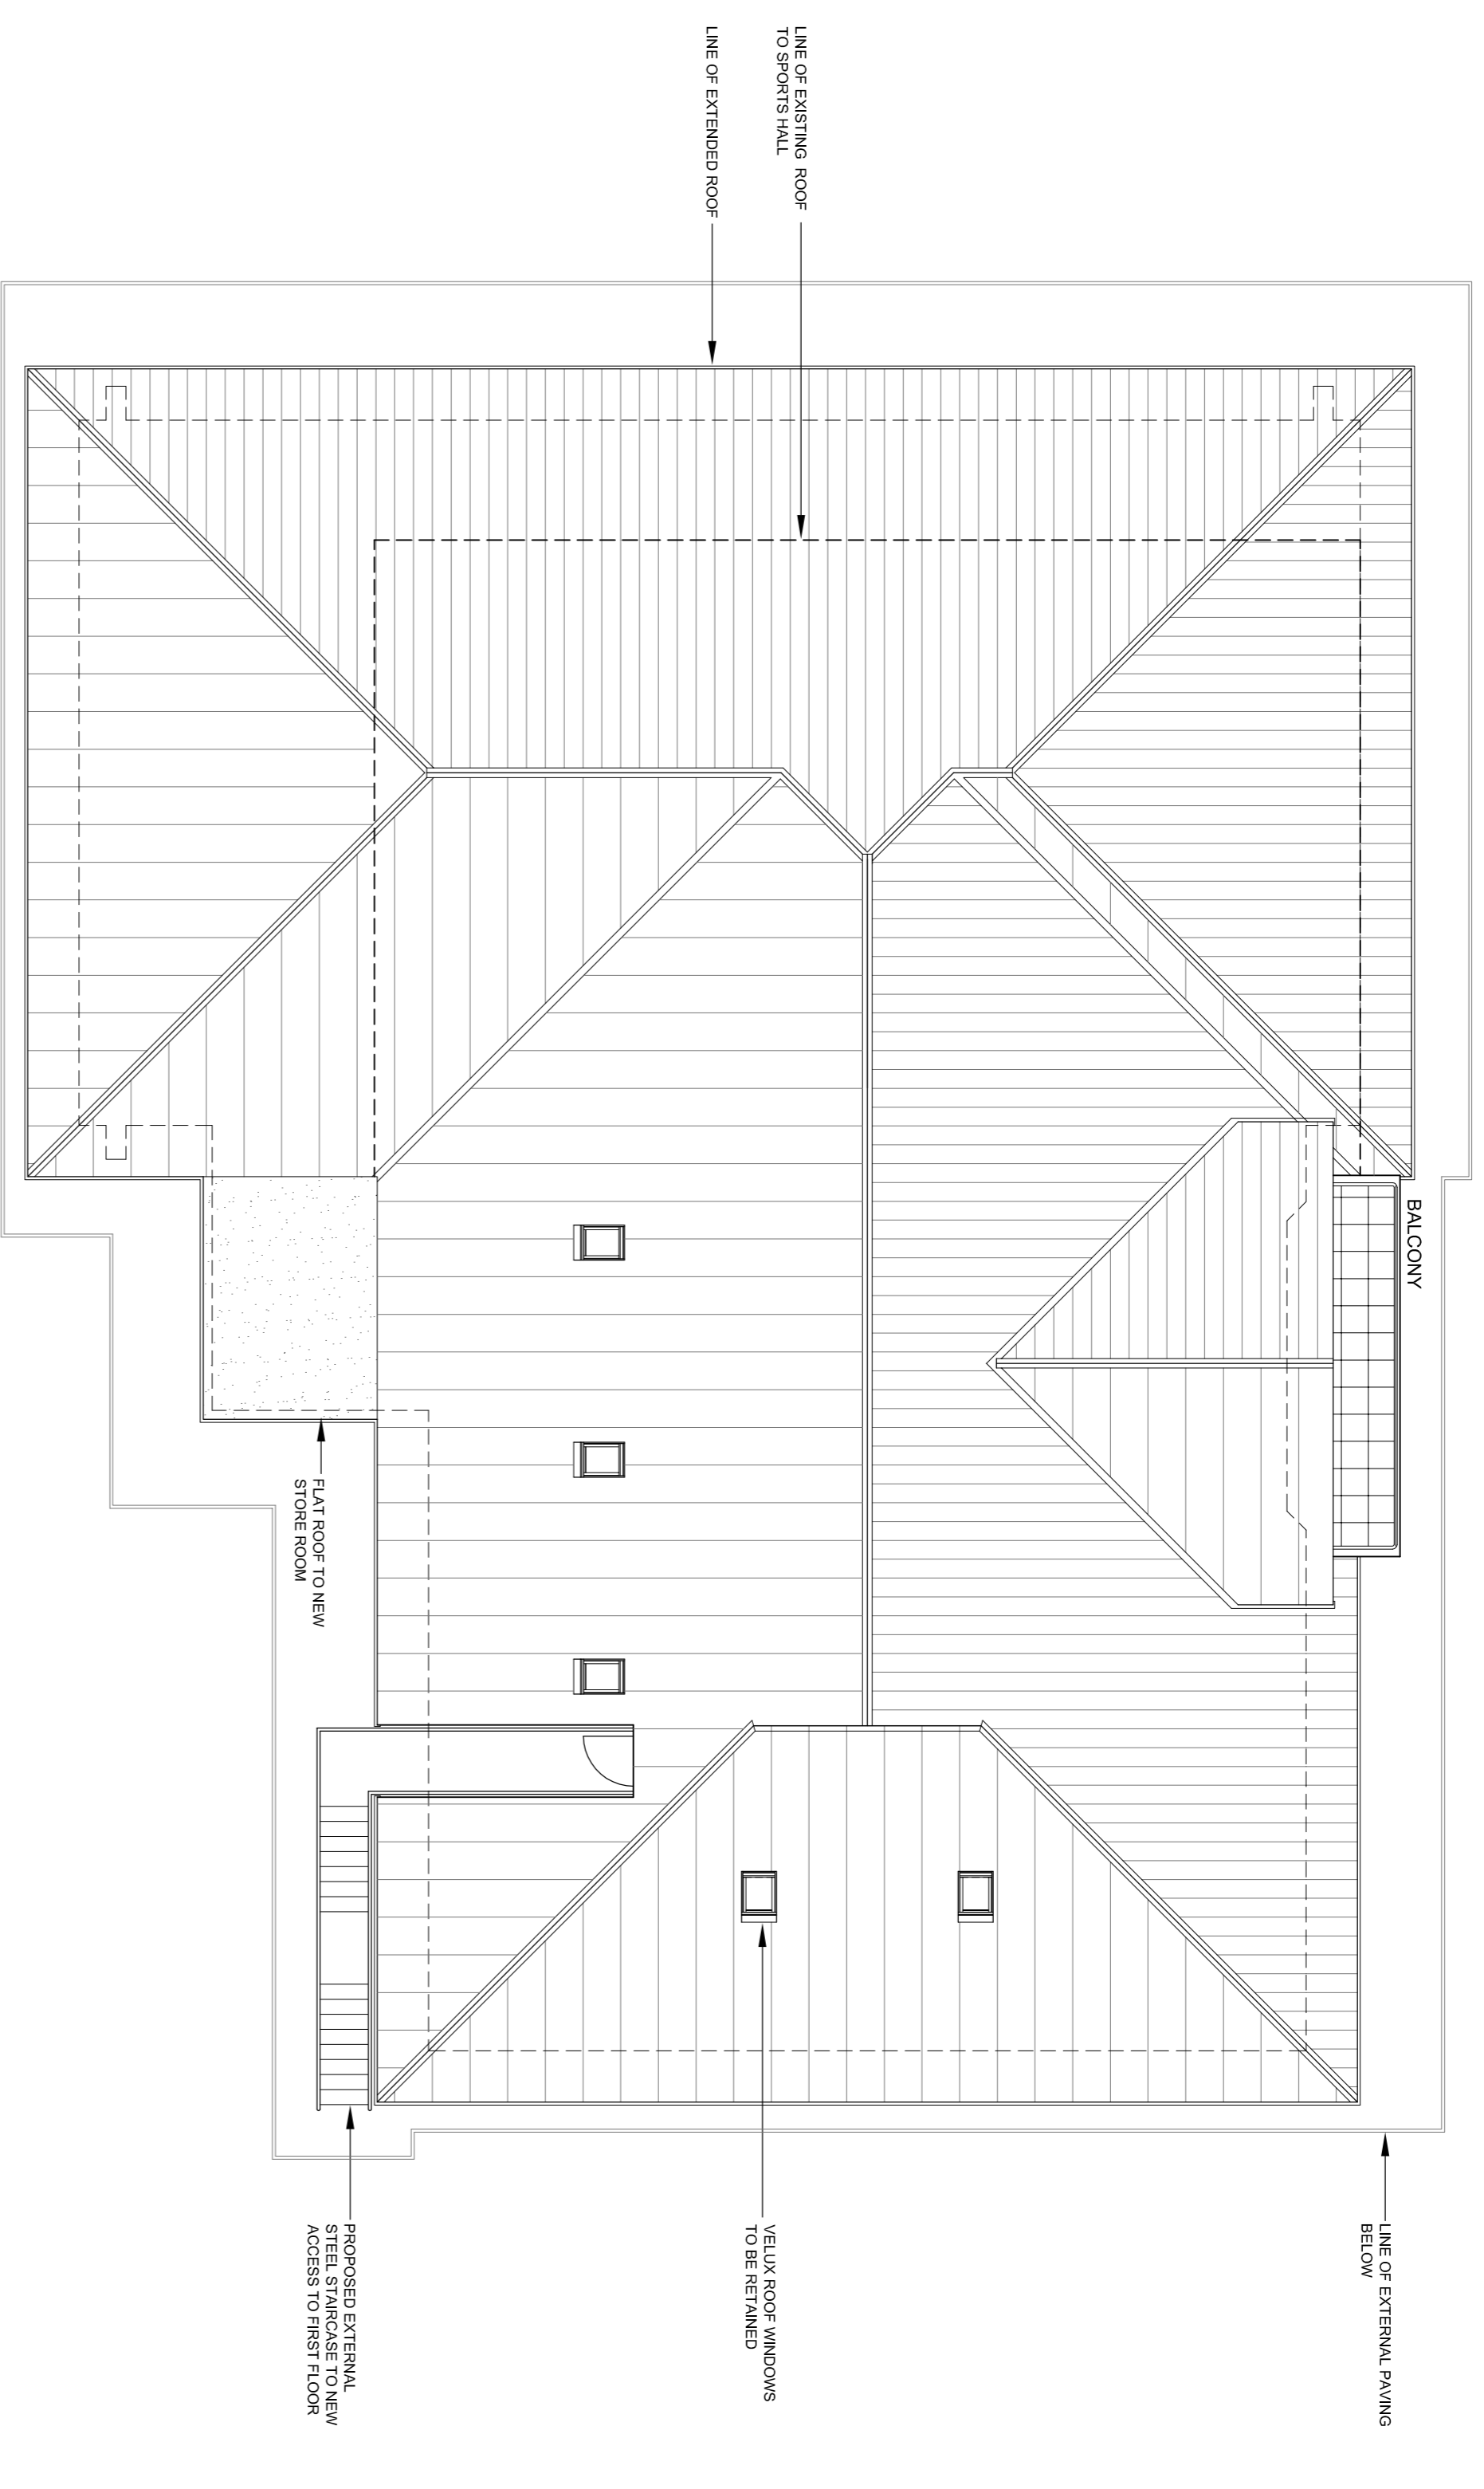 LINE OF EXISTING ROOF
TO SPORTS HALL
LINE OF EXTENDED ROOF
BALCONY
FLAT ROOF TO NEW
STORE ROOM
LINE OF EXTERNAL PAVING
BELOW
VELUX ROOF WINDOWS
TO BE RETAINED
PROPOSED EXTERNAL
STEEL STAIRCASE TO NEW
ACCESS TO FIRST FLOOR